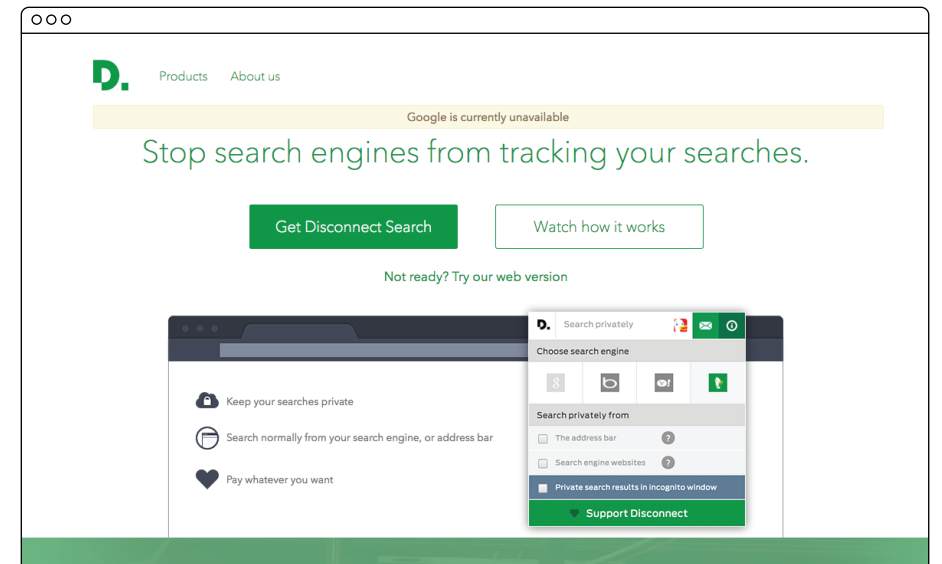 D.
Products
About us
Google is currently unavailable
Stop search engines from tracking your searches.
Get Disconnect Search
Watch how it works
Not ready? Try our web version
D.
Search privately
Choose search engine
8
b
Y!
Keep your searches private
Search normally from your search engine, or address bar
Pay whatever you want
Search privately from
The address bar
?
Search engine websites
?
Private search results in Incognito window
Support Disconnect